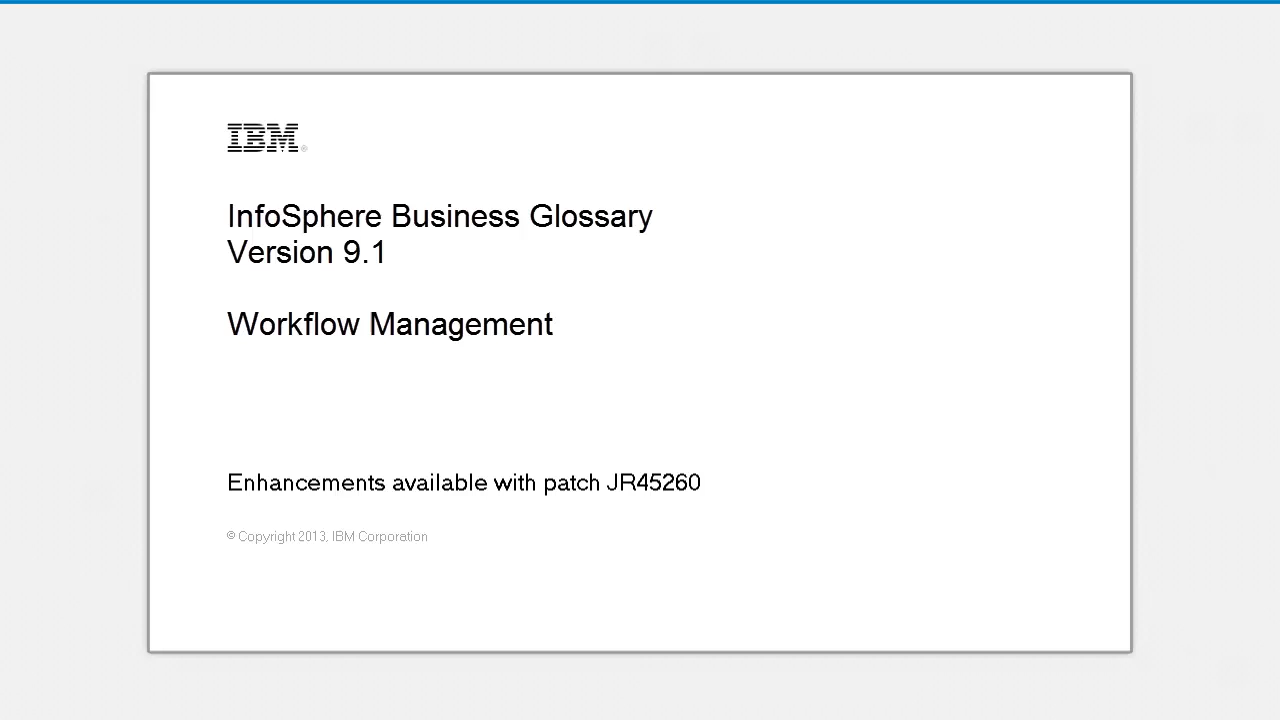 IBM®
InfoSphere Business Glossary
Version 9.1
Workflow Management
Enhancements available with patch JR45260
© Copyright 2013, IBM Corporation